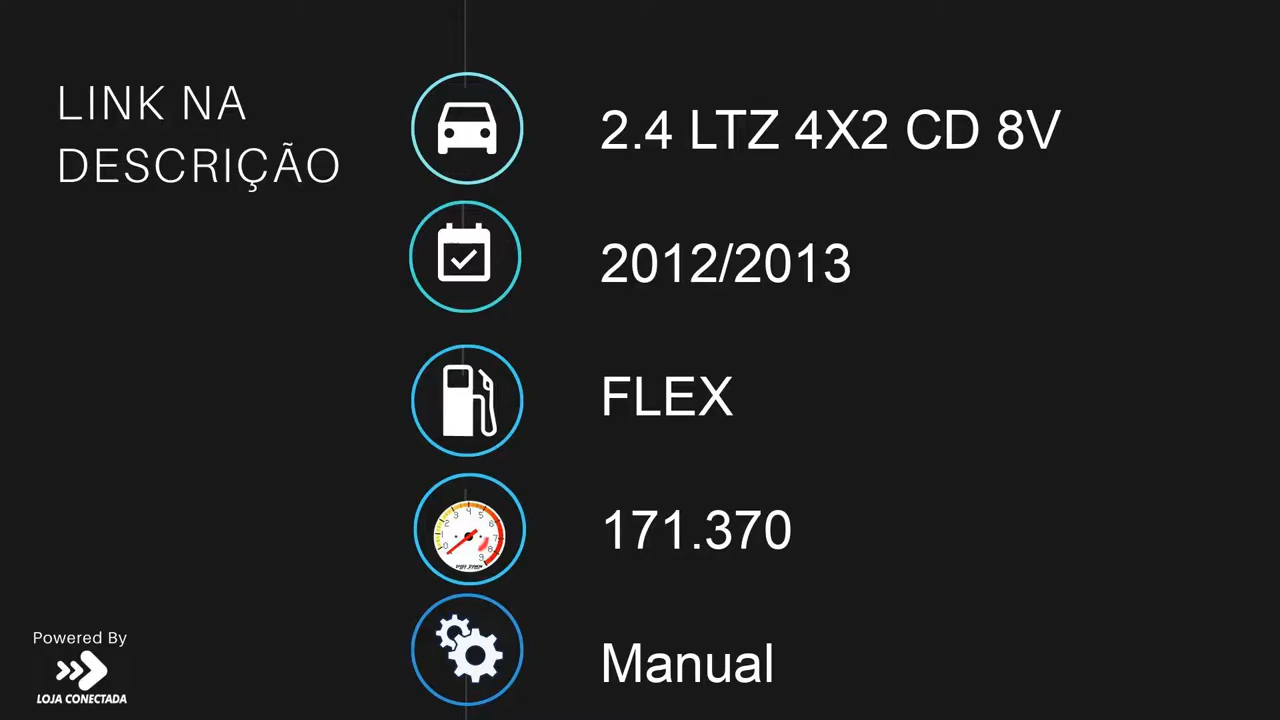 LINK NA
DESCRIÇÃO
2.4 LTZ 4X2 CD 8V
2012/2013
FLEX
171.370
Manual
Powered By
LOJA CONECTADA